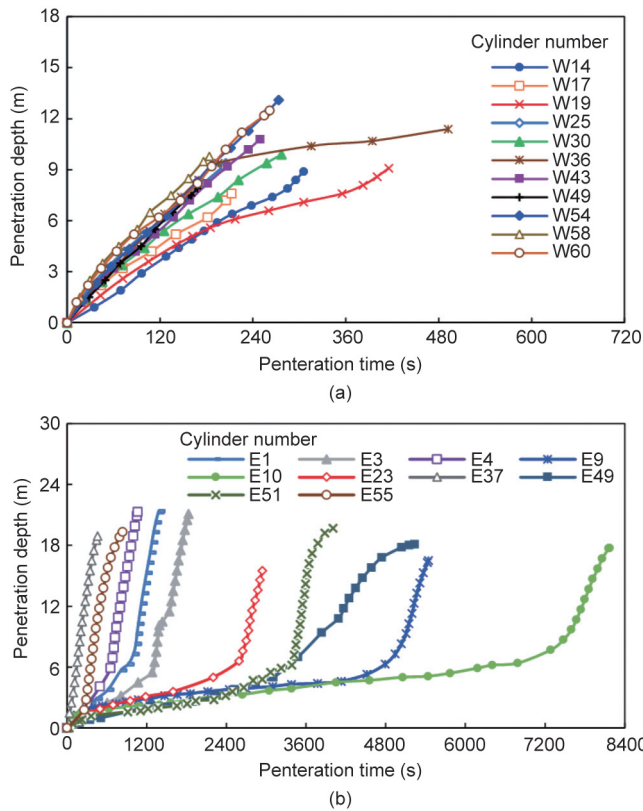 18
15
12
9
6
3
0
Penetration depth (m)
Cylinder number
W14
W17
W19
W25
W30
W36
W43
W49
W54
W58
W60
0 120 240 360 480 600 720
Penteration time (s)
(a)
30
24
18
12
6
0
Penetration depth (m)
Cylinder number
E1 E3 E4 E9
E10 E23 E37 E49
E51 E55
0 1200 2400 3600 4800 6000 7200 8400
Penteration time (s)
(b)